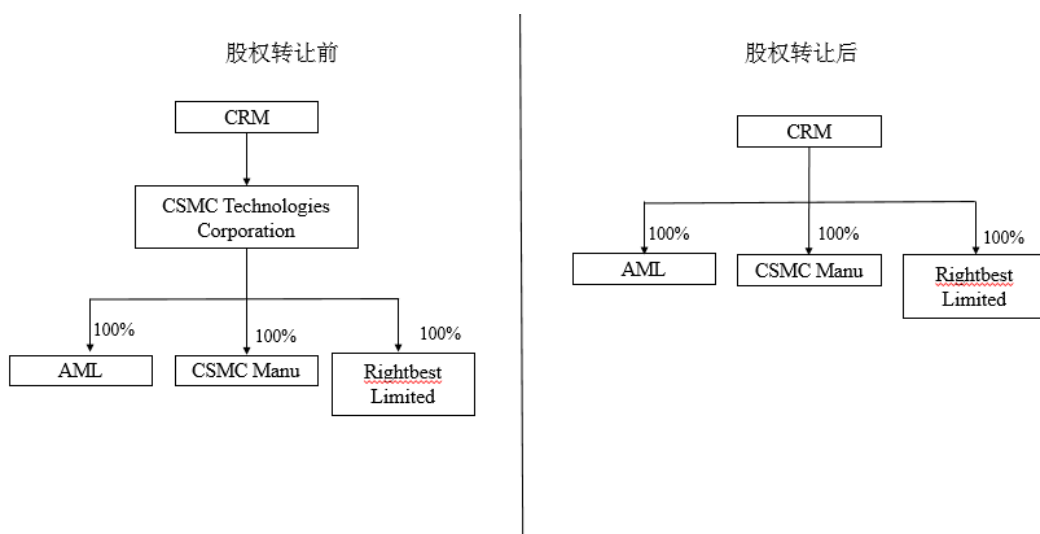 股权转让前
CRM
CSMC Technologies
Corporation
100%
100%
100%
AML
CSMC Manu
Rightbest
Limited
股权转让后
CRM
100%
100%
100%
AML
CSMC Manu
Rightbest
Limited